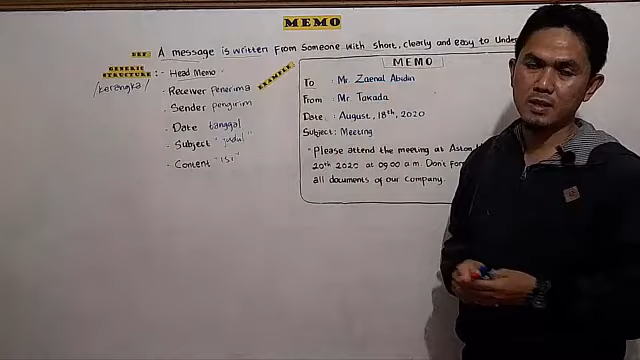 MEMO
DEF: A message is written from someone with short, clearly and easy to
GENERIC STRUCTURE : - Head Memo
/kerangka/
- Receiver penerima
- Sender pengirim
- Date tanggal
- Subject "judul"
- Content "isi"
EXAMPLE
MEMO
To : Mr. Zaenal Abidin
From : Mr Takada
Date : August, 18th, 2020
Subject : Meeting
"Please attend the meeting at Aston
20th 2020 at 09.00 a.m. Don't
all documents of our company.